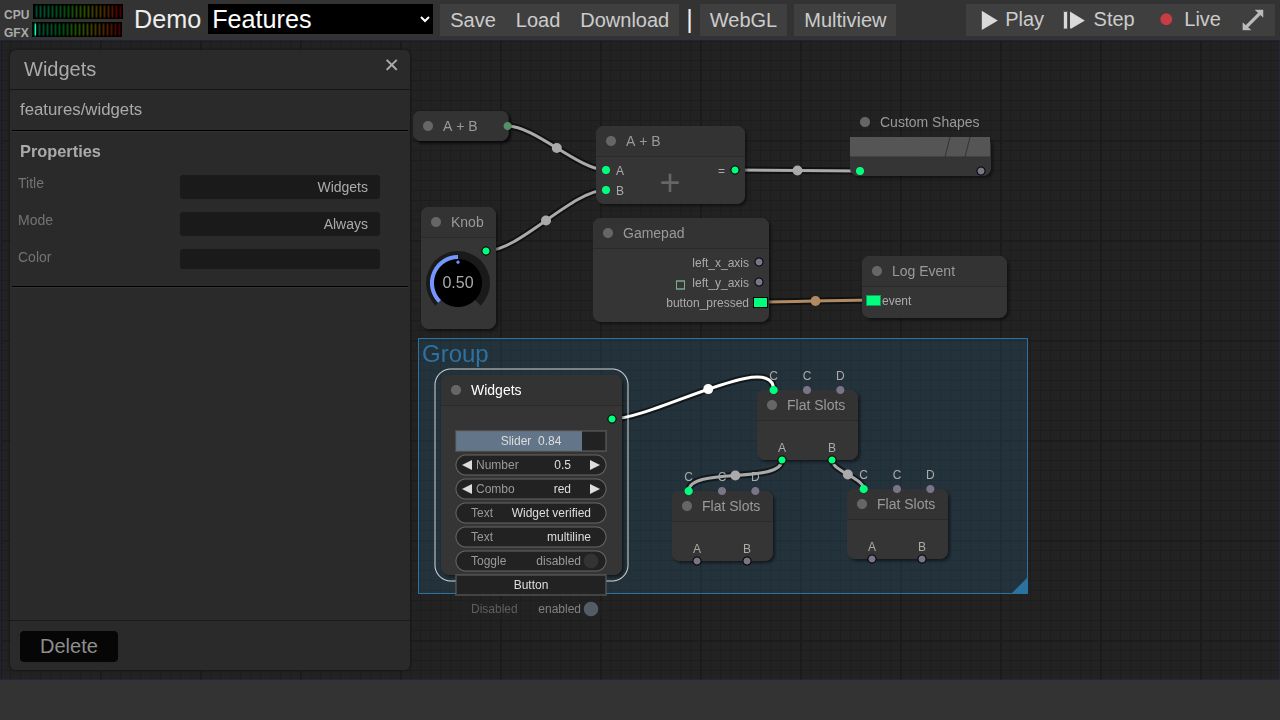 CPU
GFX
Demo Features Save Load Download | WebGL Multiview Play Step Live
Widgets ✕
features/widgets
Properties
Title Widgets
Mode Always
Color
Delete
A + B
A + B
A =
B
Custom Shapes
Knob
0.50
Gamepad
left_x_axis
left_y_axis
button_pressed
Log Event
event
Group
Widgets
Slider 0.84
Number 0.5
Combo red
Text Widget verified
Text multiline
Toggle disabled
Button
Disabled enabled
C C D
Flat Slots
A B
C C D
Flat Slots
A B
C C D
Flat Slots
A B